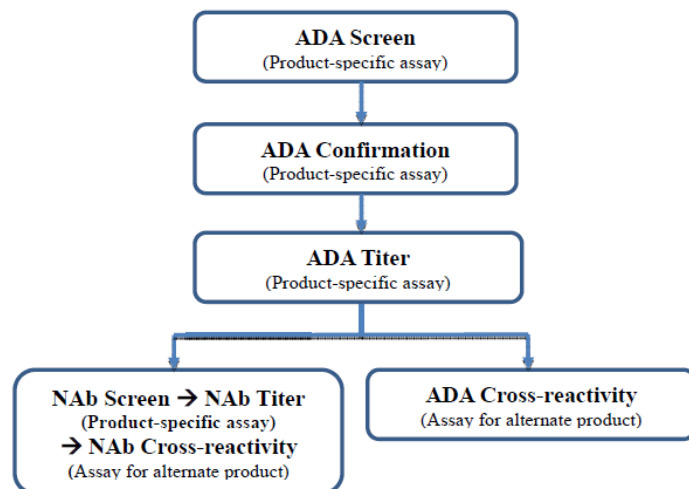 ADA Screen
(Product-specific assay)
ADA Confirmation
(Product-specific assay)
ADA Titer
(Product-specific assay)
NAb Screen → NAb Titer
(Product-specific assay)
→ NAb Cross-reactivity
(Assay for alternate product)
ADA Cross-reactivity
(Assay for alternate product)